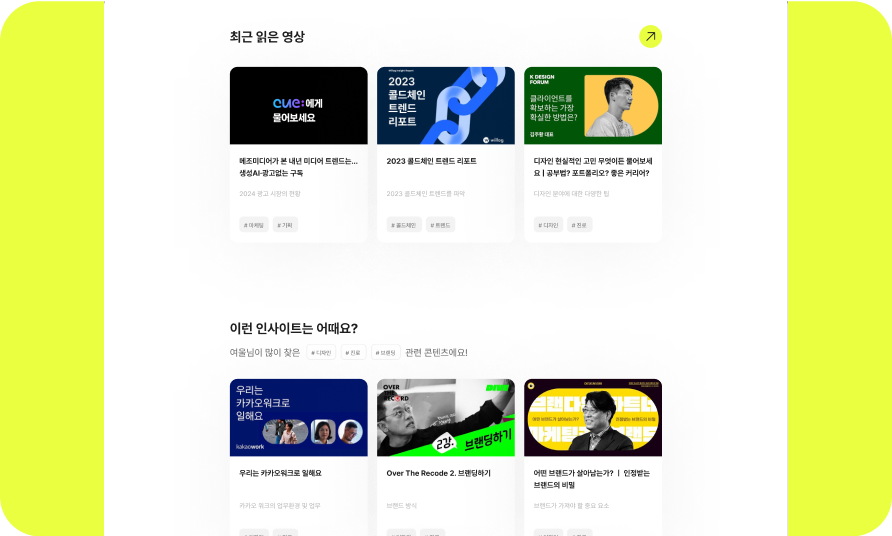 최근 읽은 영상
cue:에게
물어보세요
2023
콜드체인
트렌드
리포트
willog
K DESIGN
FORUM
클라이언트를
확보하는 가장
확실한 방법은?
김주황 대표
메조미디어가 본 내년 미디어 트렌드는...
생성AI·광고없는 구독
2024 광고 시장의 현황
# 마케팅 # 기획
2023 콜드체인 트렌드 리포트
2023 콜드체인 트렌드를 파악
# 콜드체인 # 트렌드
디자인 현실적인 고민 무엇이든 물어보세
요 | 공부법? 포트폴리오? 좋은 커리어?
디자인 분야에 대한 다양한 팁
# 디자인 # 진로
이런 인사이트는 어때요?
여울님이 많이 찾은 # 디자인 # 진로 # 브랜딩 관련 콘텐츠에요!
우리는
카카오워크로
일해요
kakaowork
OVER
THE
RECORD
2강.
브랜딩하기
우리는 카카오워크로 일해요
카카오 워크의 업무환경 및 업무
Over The Recode 2. 브랜딩하기
브랜드 방식
어떤 브랜드가 살아남는가? ㅣ 인정받는
브랜드의 비밀
브랜드가 가져야 할 중요 요소